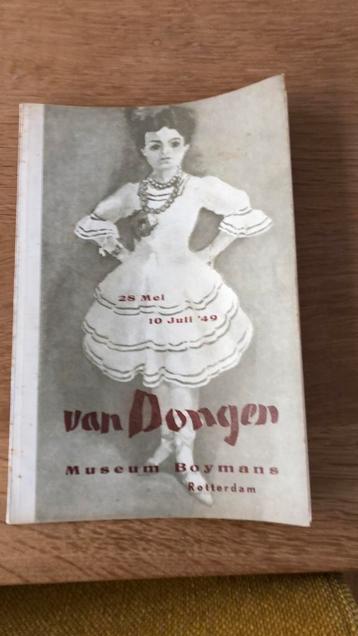 28 Mei
10 Juli '49
van Dongen
Museum Boymans
Rotterdam